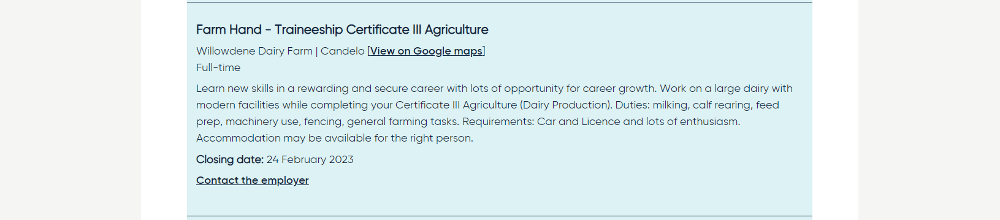 Farm Hand - Traineeship Certificate III Agriculture
Willowdene Dairy Farm | Candelo [View on Google maps]
Full-time
Learn new skills in a rewarding and secure career with lots of opportunity for career growth. Work on a large dairy with
modern facilities while completing your Certificate III Agriculture (Dairy Production). Duties: milking, calf rearing, feed
prep, machinery use, fencing, general farming tasks. Requirements: Car and Licence and lots of enthusiasm.
Accommodation may be available for the right person.
Closing date: 24 February 2023
Contact the employer